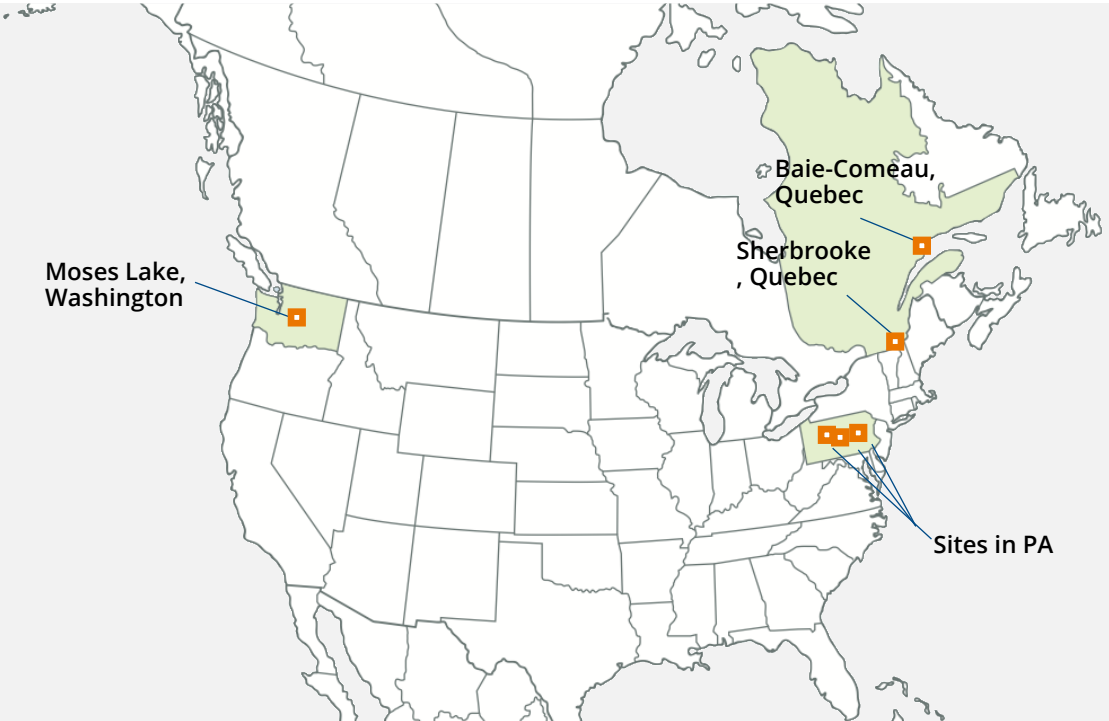 Baie-Comeau,
Quebec
Sherbrooke
, Quebec
Moses Lake,
Washington
Sites in PA